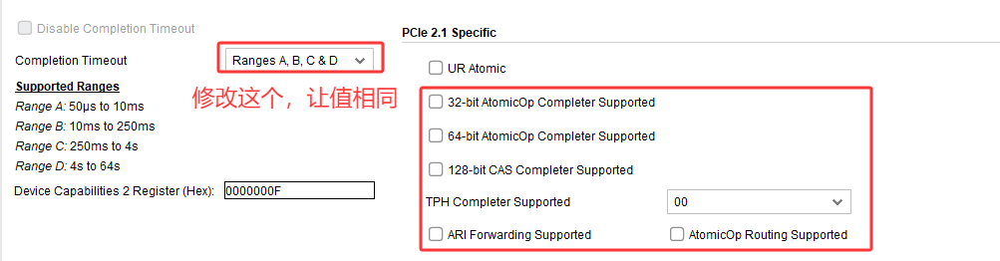 Disable Completion Timeout
Completion Timeout
Ranges A, B, C & D
修改这个，让值相同
Supported Ranges
Range A: 50µs to 10ms
Range B: 10ms to 250ms
Range C: 250ms to 4s
Range D: 4s to 64s
Device Capabilities 2 Register (Hex): 0000000F
PCIe 2.1 Specific
UR Atomic
32-bit AtomicOp Completer Supported
64-bit AtomicOp Completer Supported
128-bit CAS Completer Supported
TPH Completer Supported 00
ARI Forwarding Supported AtomicOp Routing Supported